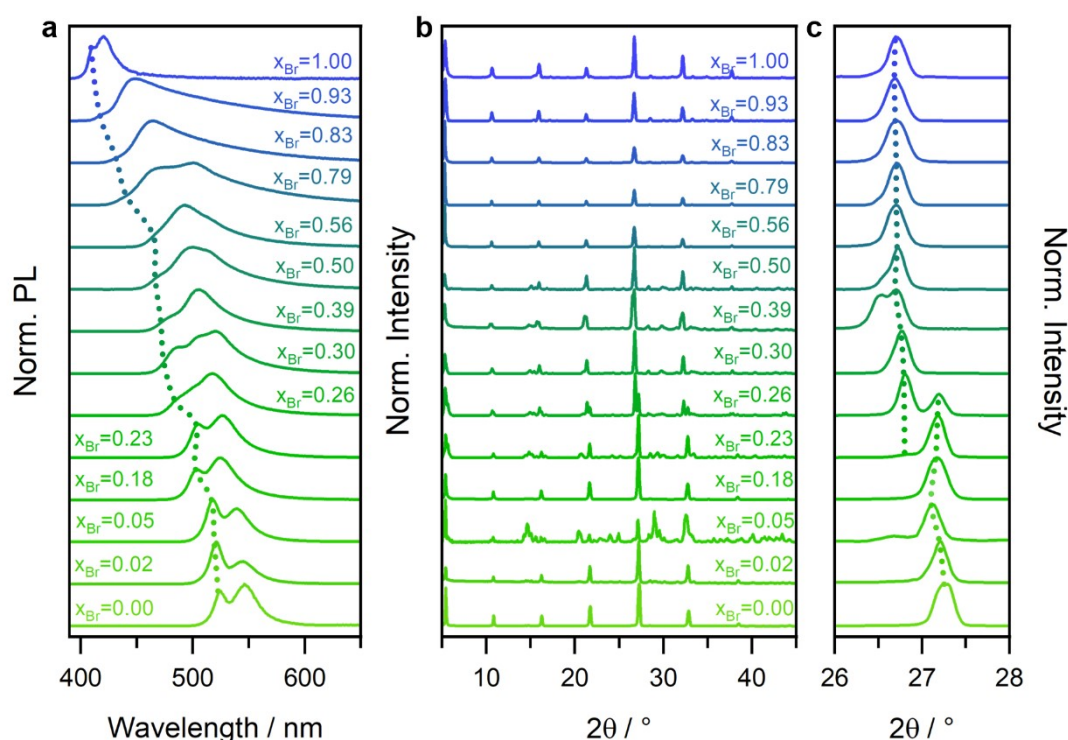 a
b
c
x_Br=1.00
x_Br=0.93
x_Br=0.83
x_Br=0.79
x_Br=0.56
x_Br=0.50
x_Br=0.39
x_Br=0.30
x_Br=0.26
x_Br=0.23
x_Br=0.18
x_Br=0.05
x_Br=0.02
x_Br=0.00
Norm. PL
400 500 600
Wavelength / nm
x_Br=1.00
x_Br=0.93
x_Br=0.83
x_Br=0.79
x_Br=0.56
x_Br=0.50
x_Br=0.39
x_Br=0.30
x_Br=0.26
x_Br=0.23
x_Br=0.18
x_Br=0.05
x_Br=0.02
x_Br=0.00
Norm. Intensity
10 20 30 40
2θ / °
Norm. Intensity
26 27 28
2θ / °